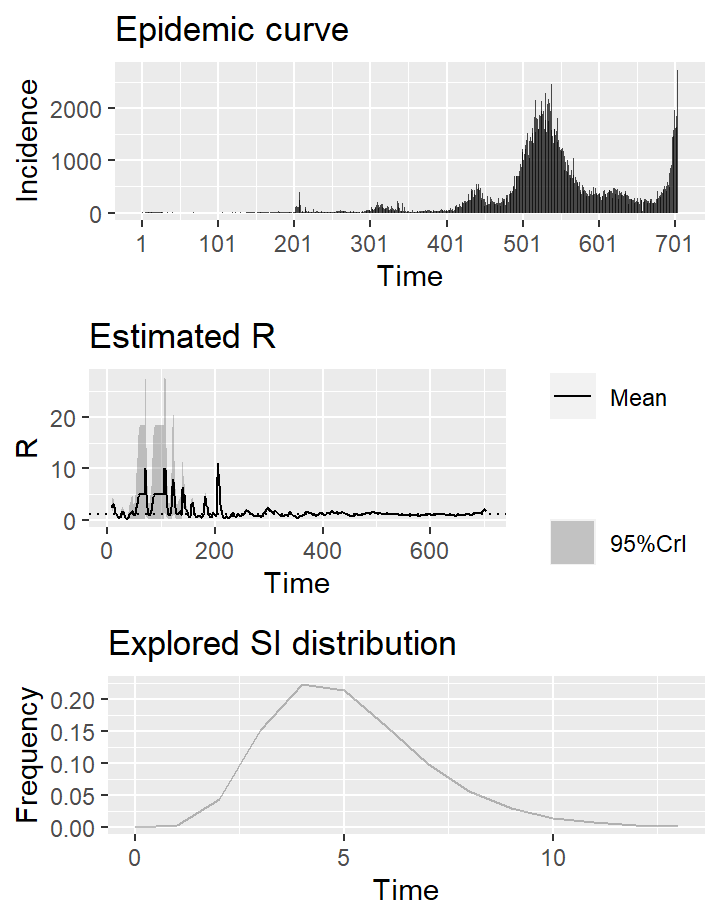 Epidemic curve
Incidence
2000
1000
0
1 101 201 301 401 501 601 701
Time
Estimated R
R
20
10
0
0 200 400 600
Time
Mean
95%CrI
Explored SI distribution
Frequency
0.20
0.15
0.10
0.05
0.00
0 5 10
Time